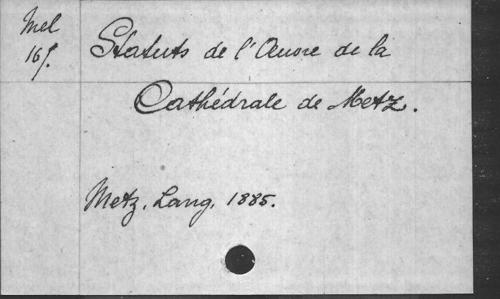 Mel
16f.
Statuts de l'Œuvre de la
Cathédrale de Metz.
Metz, Lang, 1885.